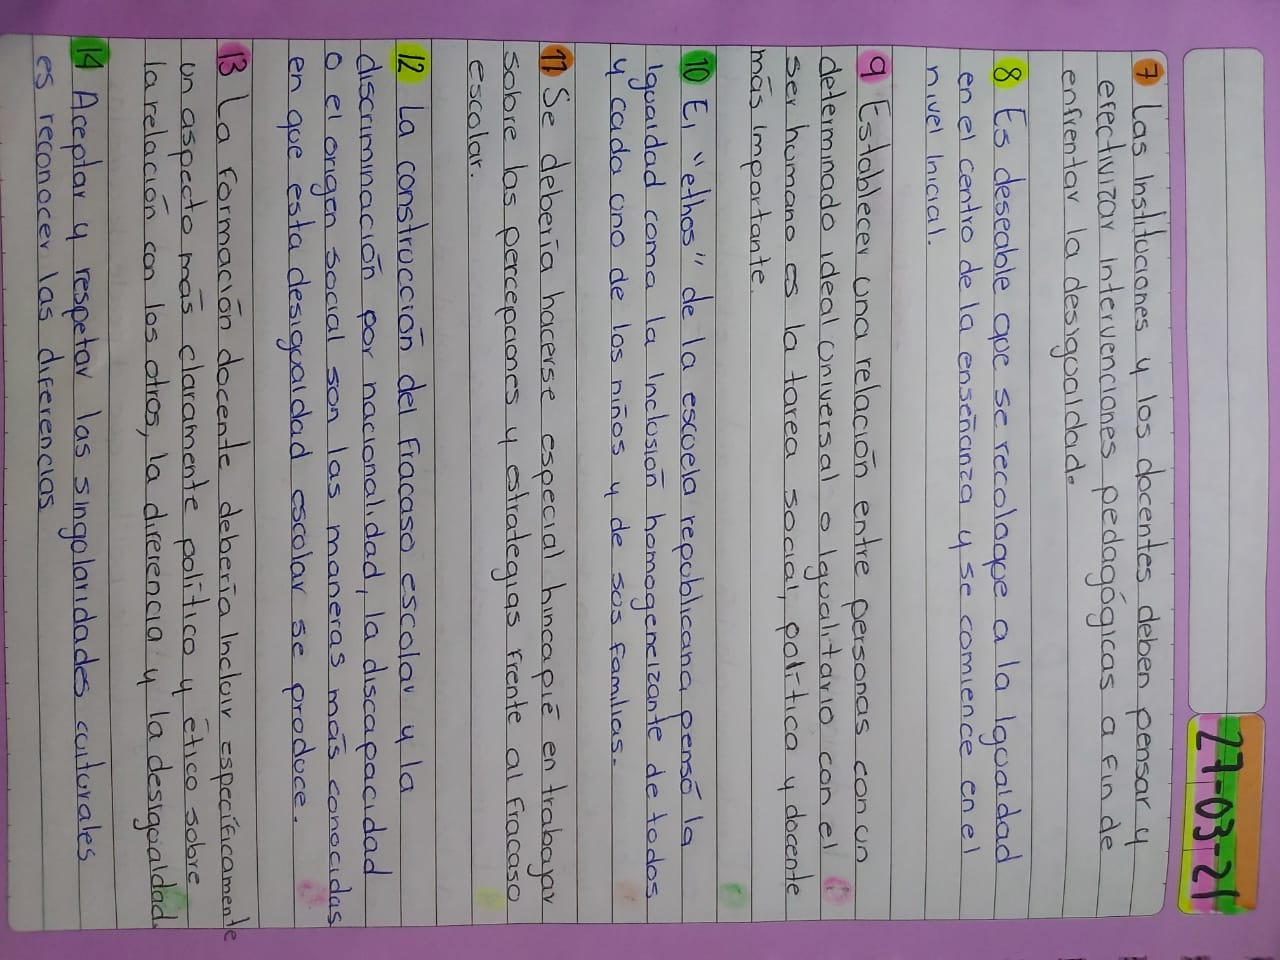 27-03-21
7 Las Instituciones y los docentes deben pensar y
efectivizar intervenciones pedagógicas a fin de
enfrentar la desigualdad.
8 Es deseable que se recoloque a la Igualdad
en el centro de la enseñanza y se comience en el
nivel Inicial.
9 Establecer una relación entre personas con un
determinado ideal universal o Igualitario con el
ser humano es la tarea social, política y docente
más importante.
10 El "ethos" de la escuela republicana pensó la
Igualdad como la Inclusión homogeneizante de todos
y cada uno de los niños y de sus familias.
11 Se debería hacerse especial hincapié en trabajar
sobre las percepciones y estrategias frente al fracaso
escolar.
12 La construcción del fracaso escolar y la
discriminación por nacionalidad, la discapacidad
o el origen social son las maneras más conocidas
en que esta desigualdad escolar se produce.
13 La formación docente debería Incluir específicamente
un aspecto más claramente político y ético sobre
la relación con los otros, la diferencia y la desigualdad.
14 Aceptar y respetar las singularidades culturales
es reconocer las diferencias